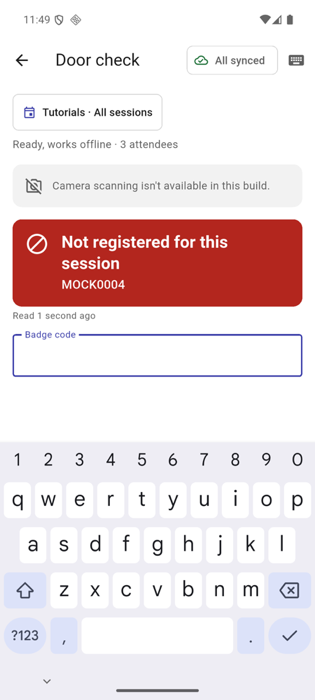 11:49
Door check
All synced
Tutorials · All sessions
Ready, works offline · 3 attendees
Camera scanning isn't available in this build.
Not registered for this
session
MOCK0004
Read 1 second ago
Badge code
1 2 3 4 5 6 7 8 9 0
q w e r t y u i o p
a s d f g h j k l
z x c v b n m
?123 , .